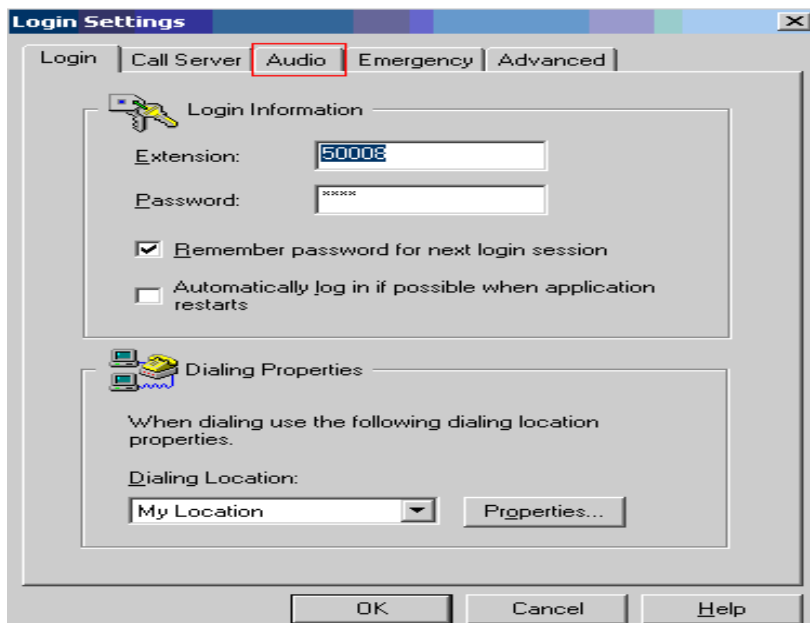 Login Settings
Login Call Server Audio Emergency Advanced
Login Information
Extension: 50008
Password: ****
Remember password for next login session
Automatically log in if possible when application
restarts
Dialing Properties
When dialing use the following dialing location
properties.
Dialing Location:
My Location Properties...
OK Cancel Help